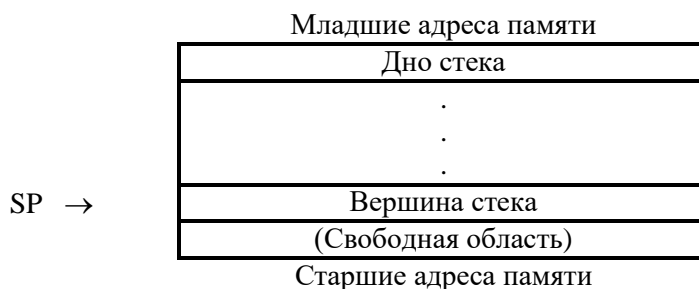 Младшие адреса памяти
Дно стека
.
.
.
SP → Вершина стека
(Свободная область)
Старшие адреса памяти